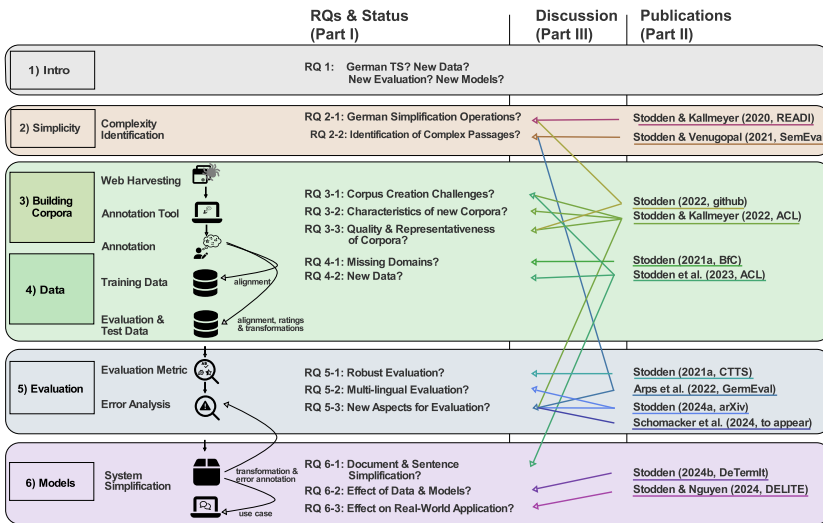 RQs & Status
(Part I)
Discussion
(Part III)
Publications
(Part II)
1) Intro
RQ 1: German TS? New Data?
New Evaluation? New Models?
2) Simplicity
Complexity
Identification
RQ 2-1: German Simplification Operations?
RQ 2-2: Identification of Complex Passages?
Stodden & Kallmeyer (2020, READI)
Stodden & Venugopal (2021, SemEva
3) Building
Corpora
Web Harvesting
Annotation Tool
Annotation
RQ 3-1: Corpus Creation Challenges?
RQ 3-2: Characteristics of new Corpora?
RQ 3-3: Quality & Representativeness
of Corpora?
Stodden (2022, github)
Stodden & Kallmeyer (2022, ACL)
4) Data
Training Data
alignment
Evaluation &
Test Data
alignment, ratings
& transformations
RQ 4-1: Missing Domains?
RQ 4-2: New Data?
Stodden (2021a, BfC)
Stodden et al. (2023, ACL)
5) Evaluation
Evaluation Metric
Error Analysis
RQ 5-1: Robust Evaluation?
RQ 5-2: Multi-lingual Evaluation?
RQ 5-3: New Aspects for Evaluation?
Stodden (2021a, CTTS)
Arps et al. (2022, GermEval)
Stodden (2024a, arXiv)
Schomacker et al. (2024, to appear)
6) Models
System
Simplification
transformation &
error annotation
use case
RQ 6-1: Document & Sentence
Simplification?
RQ 6-2: Effect of Data & Models?
RQ 6-3: Effect on Real-World Application?
Stodden (2024b, DeTermIt)
Stodden & Nguyen (2024, DELITE)